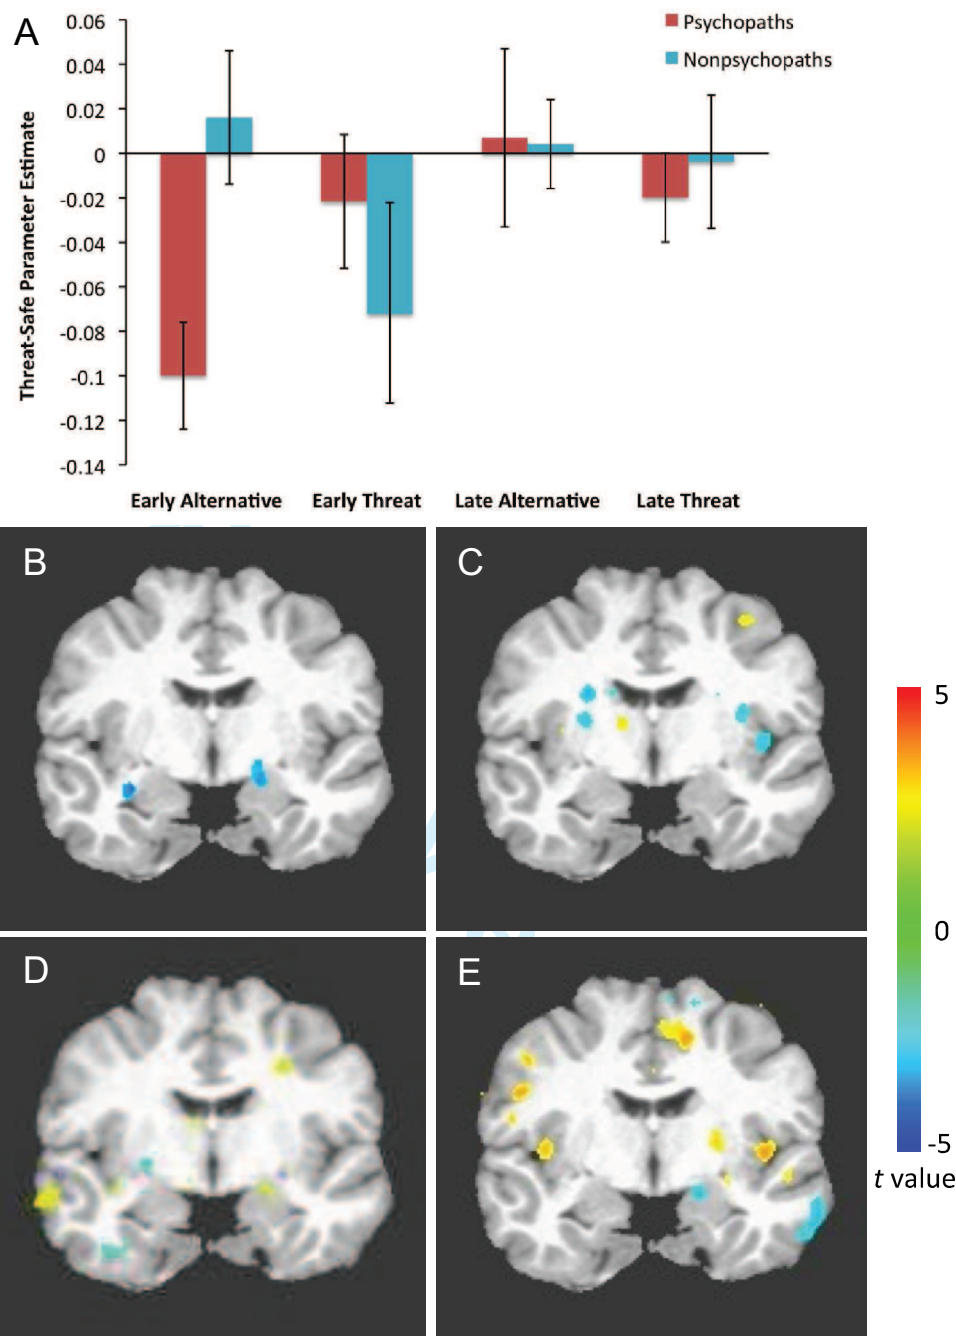 A
0.06
0.04
0.02
0
-0.02
-0.04
-0.06
-0.08
-0.1
-0.12
-0.14
Threat-Safe Parameter Estimate
Psychopaths
Nonpsychopaths
Early Alternative Early Threat Late Alternative Late Threat
B
C
D
E
5
0
-5
t value